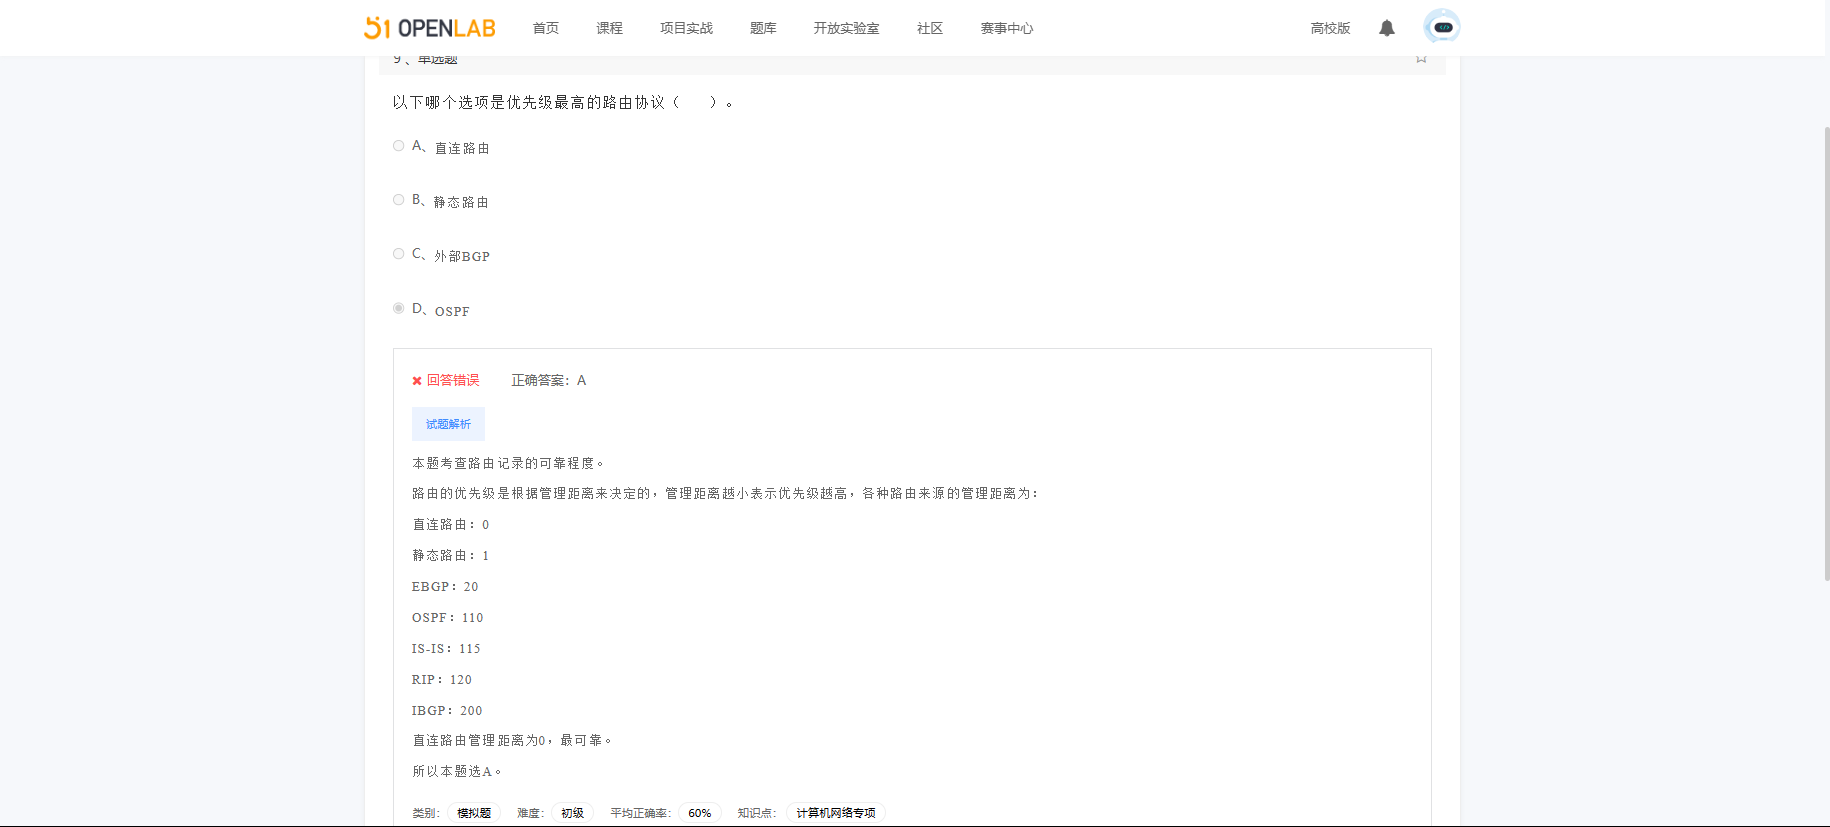 51 OPENLAB 首页 课程 项目实战 题库 开放实验室 社区 赛事中心 高校版
9、单选题
以下哪个选项是优先级最高的路由协议（  ）。
A、直连路由
B、静态路由
C、外部BGP
D、OSPF
回答错误 正确答案：A
试题解析
本题考查路由记录的可靠程度。
路由的优先级是根据管理距离来决定的，管理距离越小表示优先级越高，各种路由来源的管理距离为：
直连路由：0
静态路由：1
EBGP：20
OSPF：110
IS-IS：115
RIP：120
IBGP：200
直连路由管理距离为0，最可靠。
所以本题选A。
类别： 模拟题 难度： 初级 平均正确率： 60% 知识点： 计算机网络专项